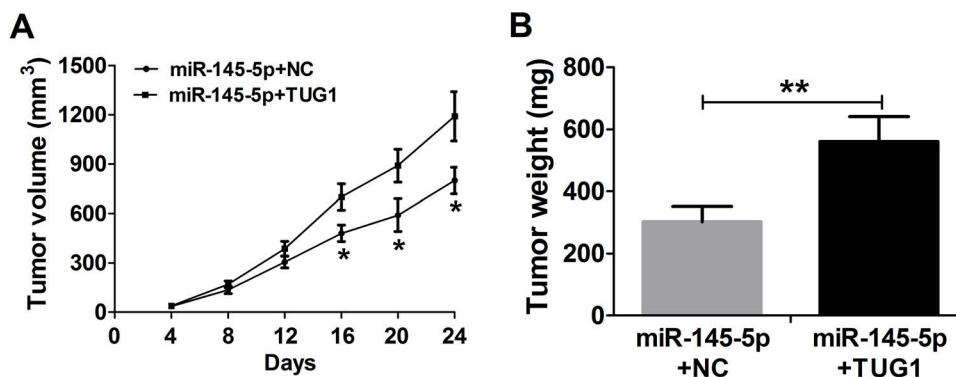 A
Tumor volume (mm³)
1500
1200
900
600
300
0
miR-145-5p+NC
miR-145-5p+TUG1
*
*
*
0 4 8 12 16 20 24
Days
B
Tumor weight (mg)
800
600
400
200
0
**
miR-145-5p
+NC
miR-145-5p
+TUG1